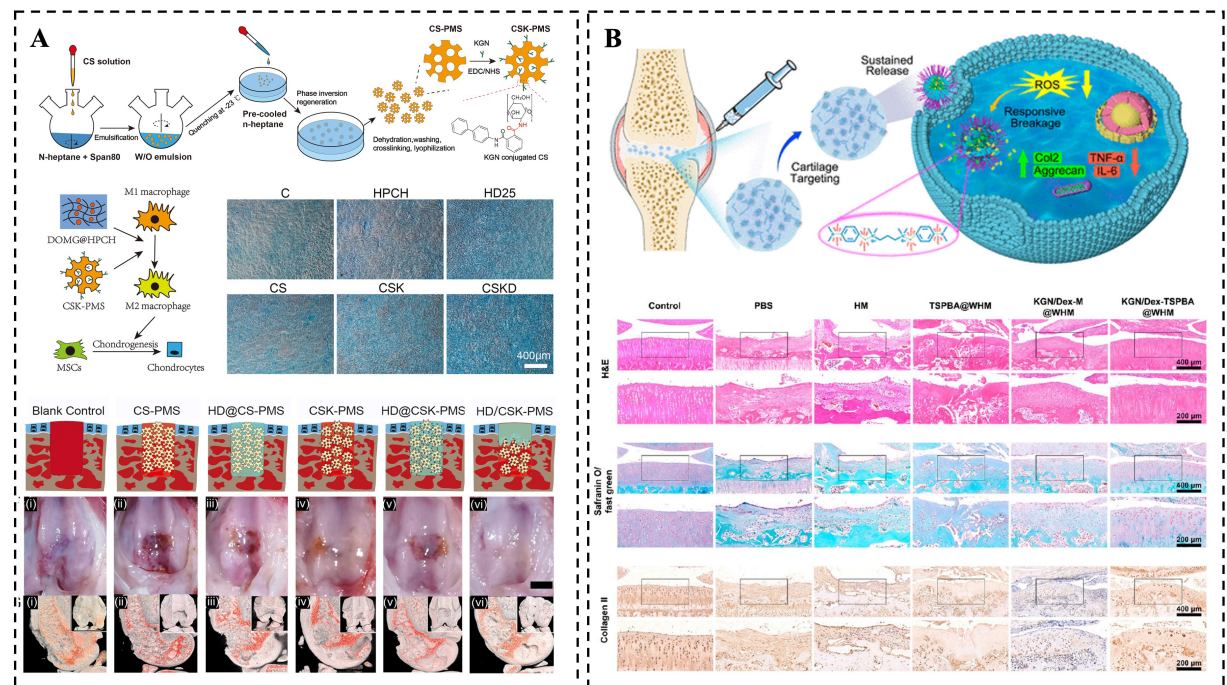 A
CS solution
Emulsification
N-heptane + Span80
W/O emulsion
Quenching at -23 ℃
Pre-cooled
n-heptane
Phase inversion
regeneration
Dehydration,washing,
crosslinking, lyophilization
CS-PMS
KGN
EDC/NHS
CSK-PMS
CH₂OH
KGN conjugated CS
M1 macrophage
DOMG@HPCH
CSK-PMS
M2 macrophage
Chondrogenesis
MSCs
Chondrocytes
C
HPCH
HD25
CS
CSK
CSKD
400μm
Blank Control
CS-PMS
HD@CS-PMS
CSK-PMS
HD@CSK-PMS
HD/CSK-PMS
(i)
(ii)
(iii)
(iv)
(v)
(vi)
(i)
(ii)
(iii)
(iv)
(v)
(vi)
B
Sustained
Release
Cartilage
Targeting
ROS
Responsive
Breakage
Col2
Aggrecan
TNF-α
IL-6
Control
PBS
HM
TSPBA@WHM
KGN/Dex-M
@WHM
KGN/Dex-TSPBA
@WHM
H&E
400 μm
200 μm
Safranin O/
fast green
400 μm
200 μm
Collagen II
400 μm
200 μm